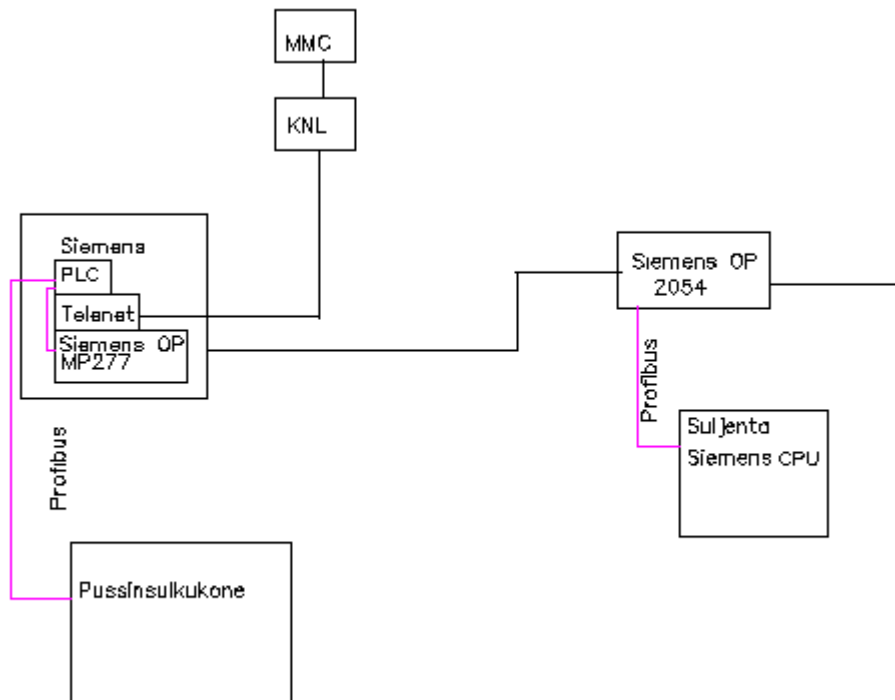 MMC
KNL
Siemens
PLC
Telenet
Siemens OP
MP277
Profibus
Pussinsulkukone
Siemens OP
2054
Profibus
Suljenta
Siemens CPU